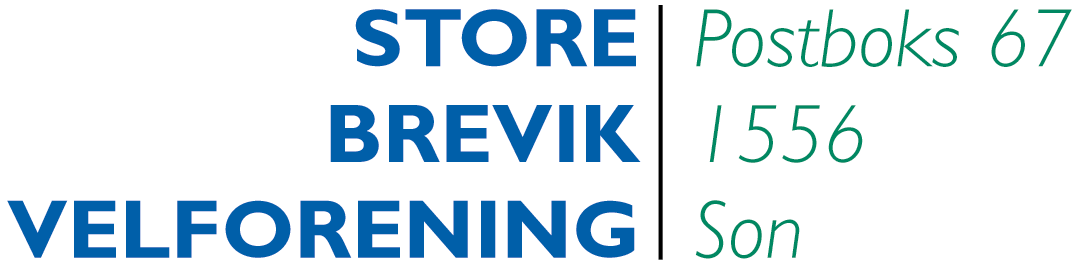 STORE
BREVIK
VELFORENING
Postboks 67
1556
Son